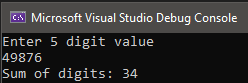 Microsoft Visual Studio Debug Console
Enter 5 digit value
49876
Sum of digits: 34